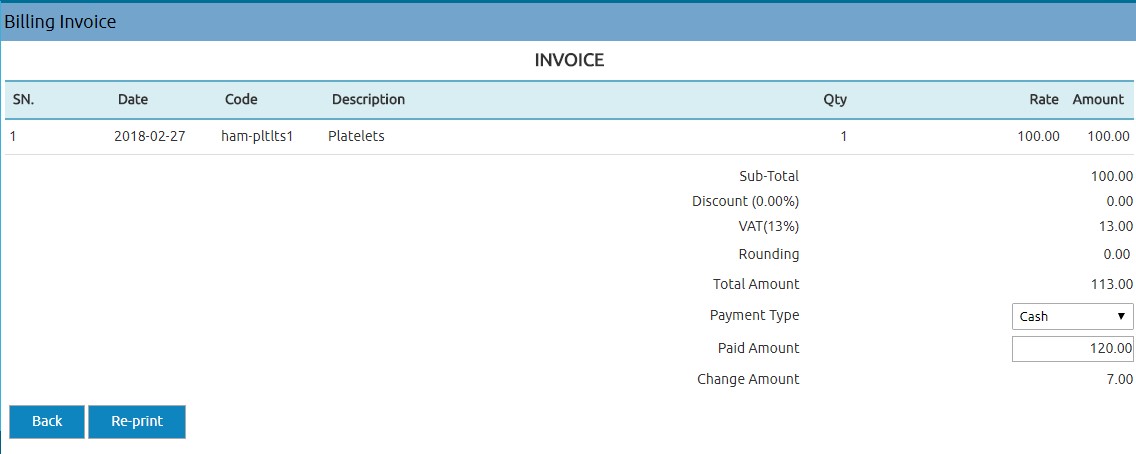 Billing Invoice
INVOICE
SN. Date Code Description Qty Rate Amount
1 2018-02-27 ham-pltlts1 Platelets 1 100.00 100.00
Sub-Total 100.00
Discount (0.00%) 0.00
VAT(13%) 13.00
Rounding 0.00
Total Amount 113.00
Payment Type Cash
Paid Amount 120.00
Change Amount 7.00
Back Re-print